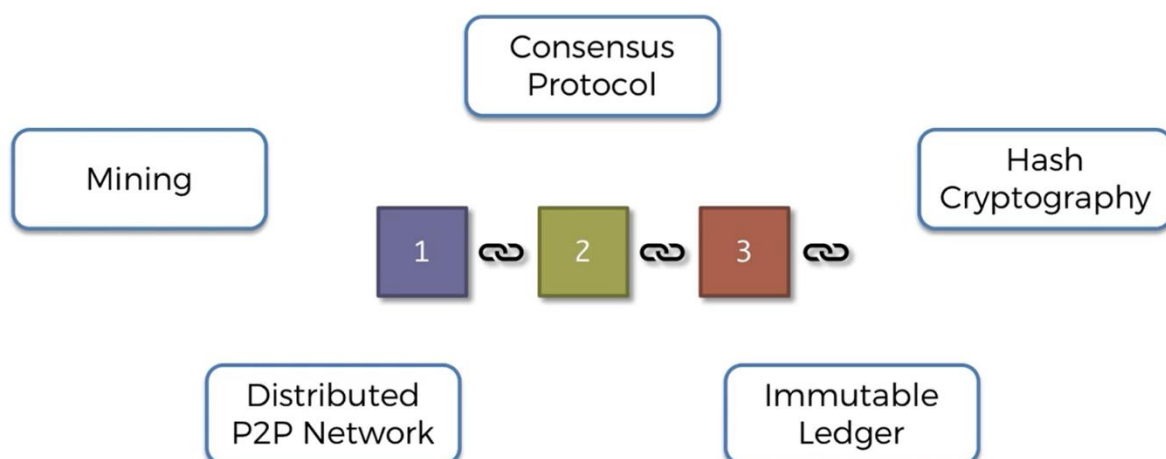 Consensus
Protocol
Mining
Hash
Cryptography
1
2
3
Distributed
P2P Network
Immutable
Ledger